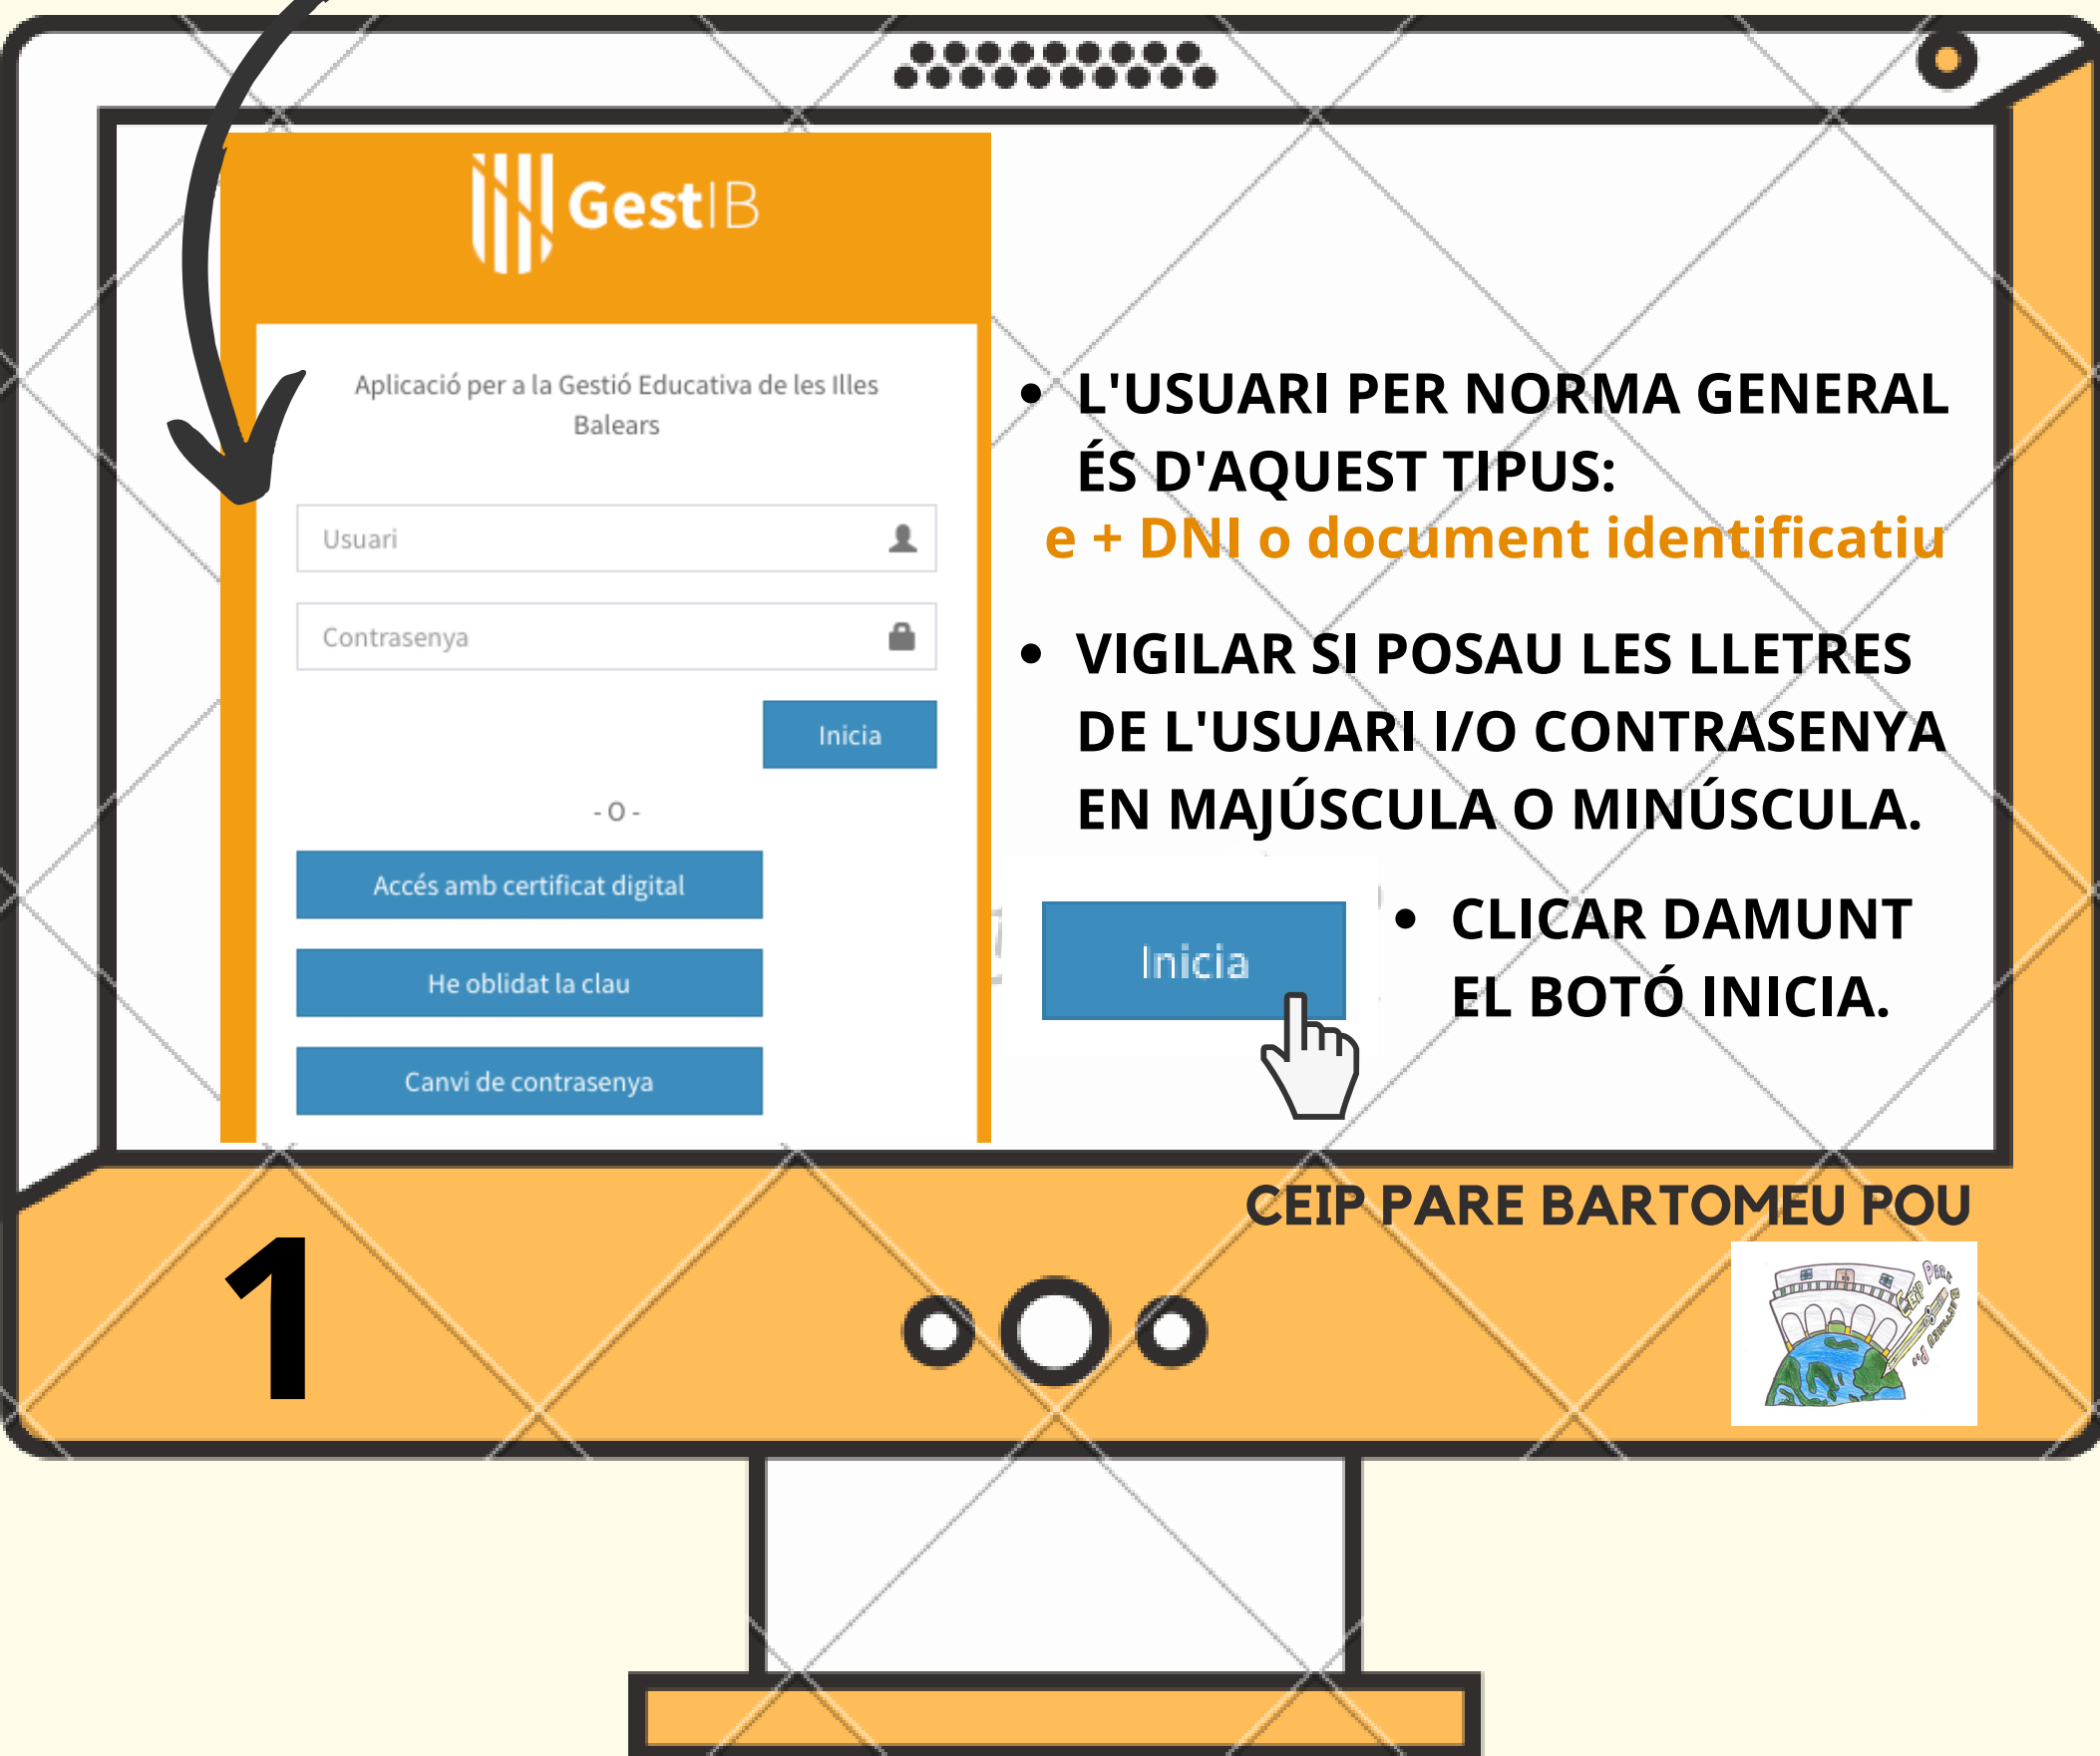 GestIB
Aplicació per a la Gestió Educativa de les Illes
Balears
Usuari
Contrasenya
Inicia
- O -
Accés amb certificat digital
He oblidat la clau
Canvi de contrasenya
• L'USUARI PER NORMA GENERAL
ÉS D'AQUEST TIPUS:
e + DNI o document identificatiu
• VIGILAR SI POSAU LES LLETRES
DE L'USUARI I/O CONTRASENYA
EN MAJÚSCULA O MINÚSCULA.
Inicia
• CLICAR DAMUNT
EL BOTÓ INICIA.
CEIP PARE BARTOMEU POU
1
CEIP PARE